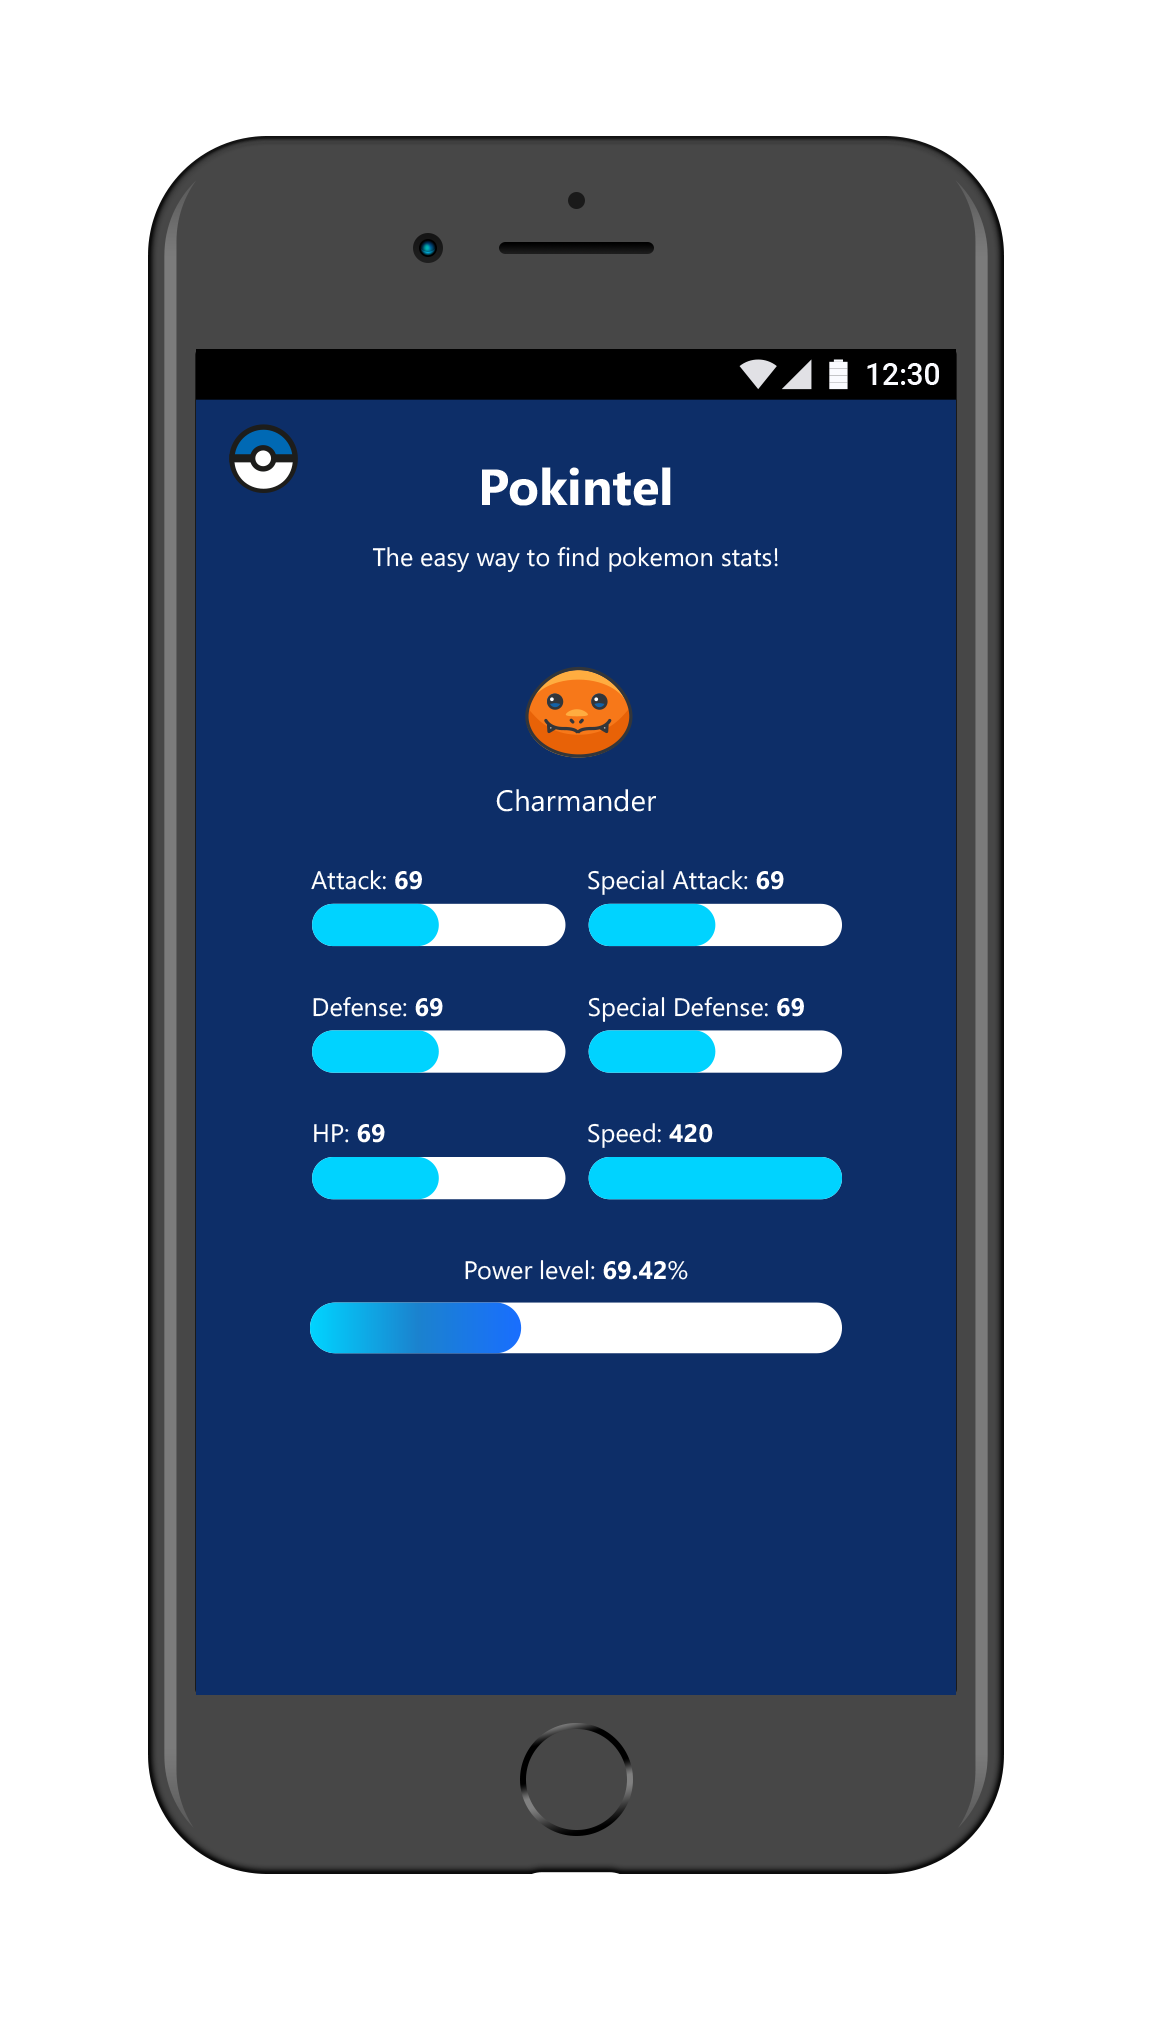 12:30
Pokintel
The easy way to find pokemon stats!
Charmander
Attack: 69
Special Attack: 69
Defense: 69
Special Defense: 69
HP: 69
Speed: 420
Power level: 69.42%